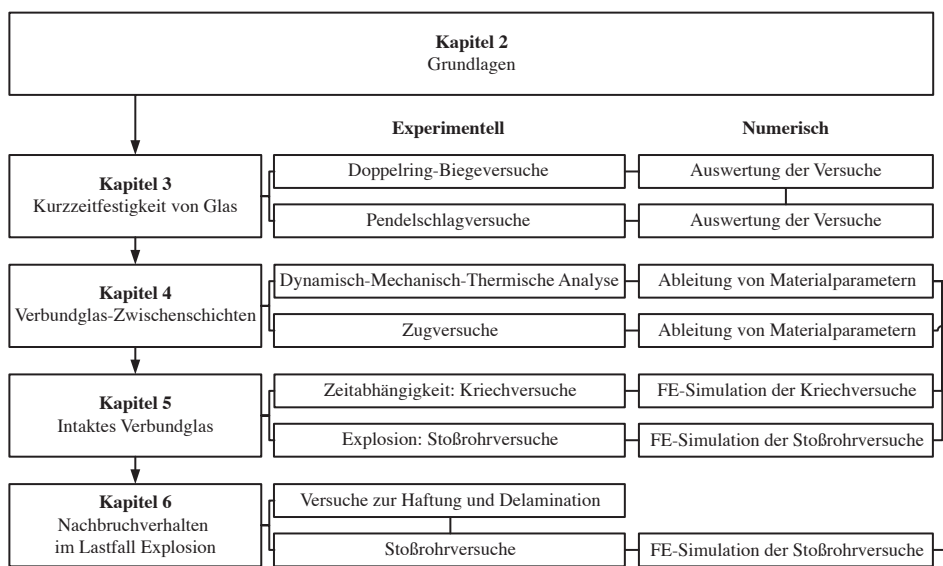 Kapitel 2
Grundlagen
Experimentell
Numerisch
Kapitel 3
Kurzzeitfestigkeit von Glas
Doppelring-Biegeversuche
Auswertung der Versuche
Pendelschlagversuche
Auswertung der Versuche
Kapitel 4
Verbundglas-Zwischenschichten
Dynamisch-Mechanisch-Thermische Analyse
Ableitung von Materialparametern
Zugversuche
Ableitung von Materialparametern
Kapitel 5
Intaktes Verbundglas
Zeitabhängigkeit: Kriechversuche
FE-Simulation der Kriechversuche
Explosion: Stoßrohrversuche
FE-Simulation der Stoßrohrversuche
Kapitel 6
Nachbruchverhalten
im Lastfall Explosion
Versuche zur Haftung und Delamination
Stoßrohrversuche
FE-Simulation der Stoßrohrversuche